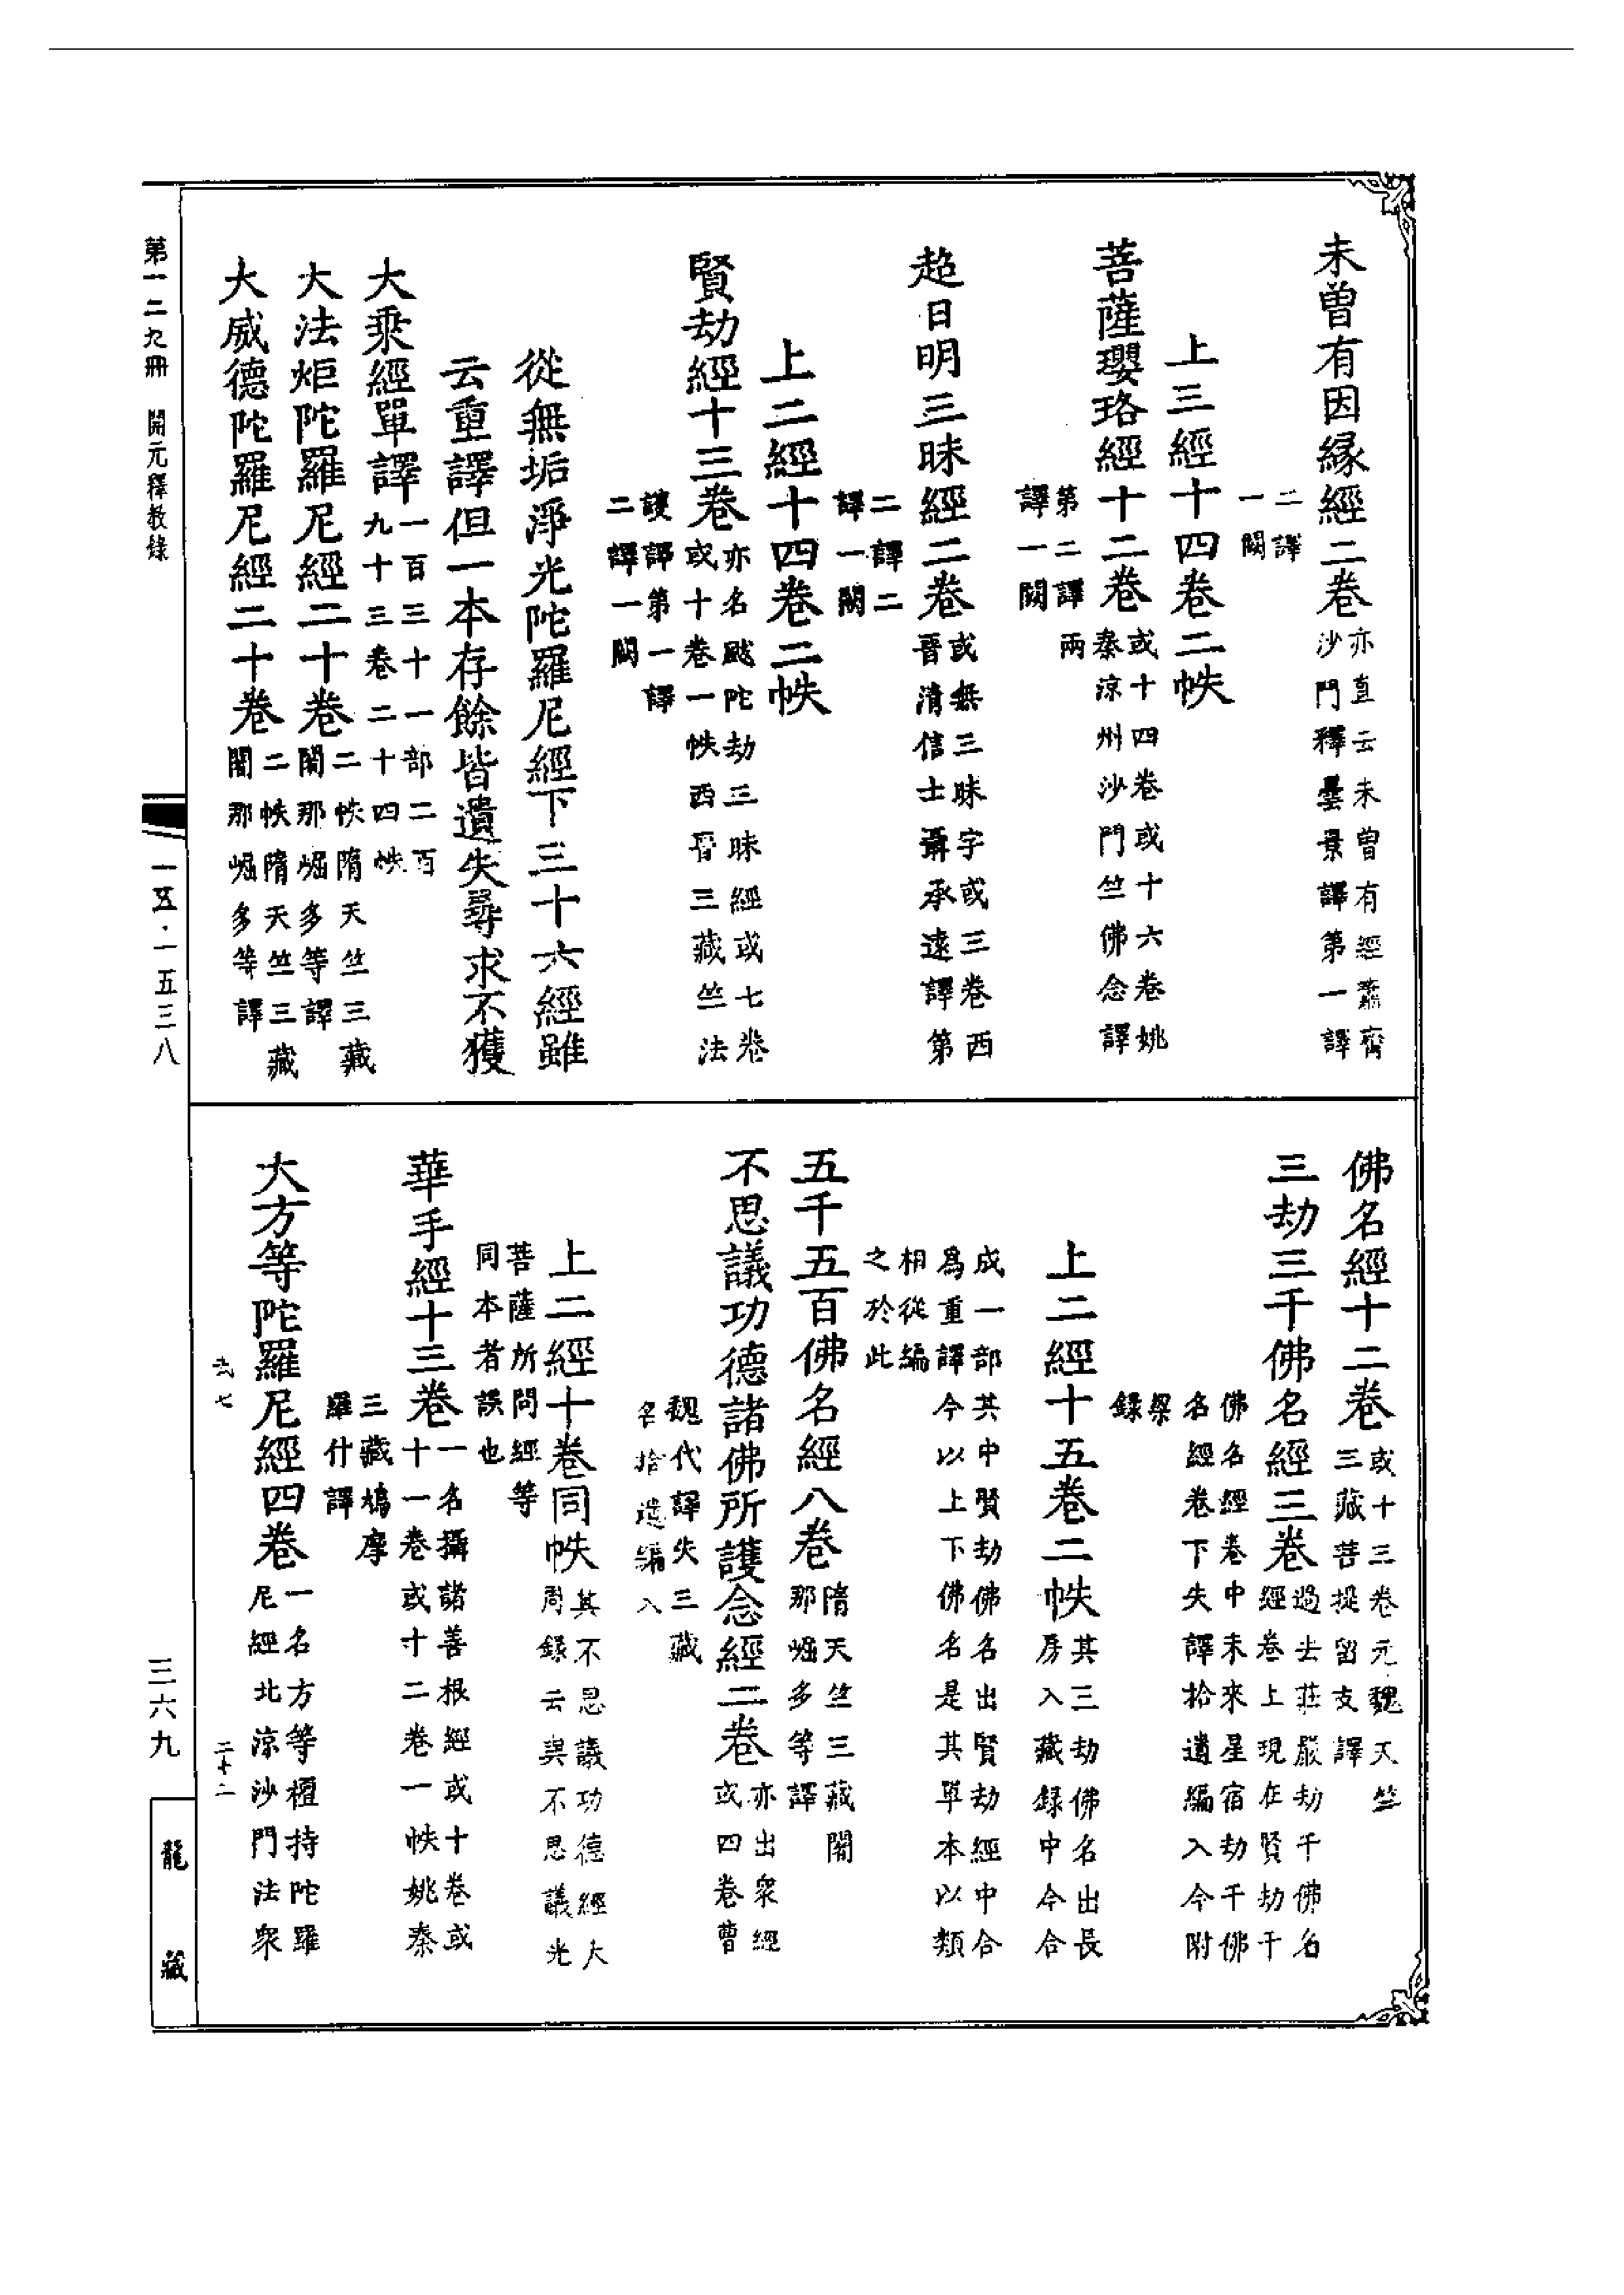 未曾有因緣經二卷亦直云未曾有經蕭齊
沙門釋曇景譯第一譯
二譯
一闕
上三經十四卷二帙
菩薩瓔珞經十二卷或十四卷或十六卷姚
秦涼州沙門竺佛念譯
第二譯兩
譯一闕
超日明三昧經二卷或無三昧字或三卷西
晉清信士聶承遠譯第
二譯二
譯一闕
上二經十四卷二帙
賢劫經十三卷亦名颰陀劫三昧經或七卷
或十卷一帙西晉三藏竺法
護譯第一譯
二譯一闕
從無垢淨光陀羅尼經下三十六經雖
云重譯但一本存餘皆遺失尋求不獲
大乘經單譯一百三十一部二百
九十三卷二十四帙
大法炬陀羅尼經二十卷二帙隋天竺三藏
闍那崛多等譯
大威德陀羅尼經二十卷二帙隋天竺三藏
闍那崛多等譯
佛名經十二卷或十三卷元魏天竺
三藏菩提留支譯
三劫三千佛名經三卷過去莊嚴劫千佛名
經卷上現在賢劫千
佛名經卷中未來星宿劫千佛
名經卷下失譯拾遺編入今附
梁
錄
上二經十五卷二帙其三劫佛名出長
房入藏錄中今合
成一部其中賢劫佛名出賢劫經中合
爲重譯今以上下佛名是其單本以類
相從編
之於此
五千五百佛名經八卷隋天竺三藏闍
那崛多等譯
不思議功德諸佛所護念經二卷亦出衆經
或四卷曹
魏代譯失三藏
名拾遺編入
上二經十卷同帙其不思議功德經大
周錄云與不思議光
菩薩所問經等
同本者誤也
華手經十三卷一名攝諸善根經或十卷或
十一卷或十二卷一帙姚秦
三藏鳩摩
羅什譯
大方等陀羅尼經四卷一名方等檀持陀羅
尼經北涼沙門法衆
二十二
第一二九冊 開元釋教錄
一五·一五三八
三六九
龍藏